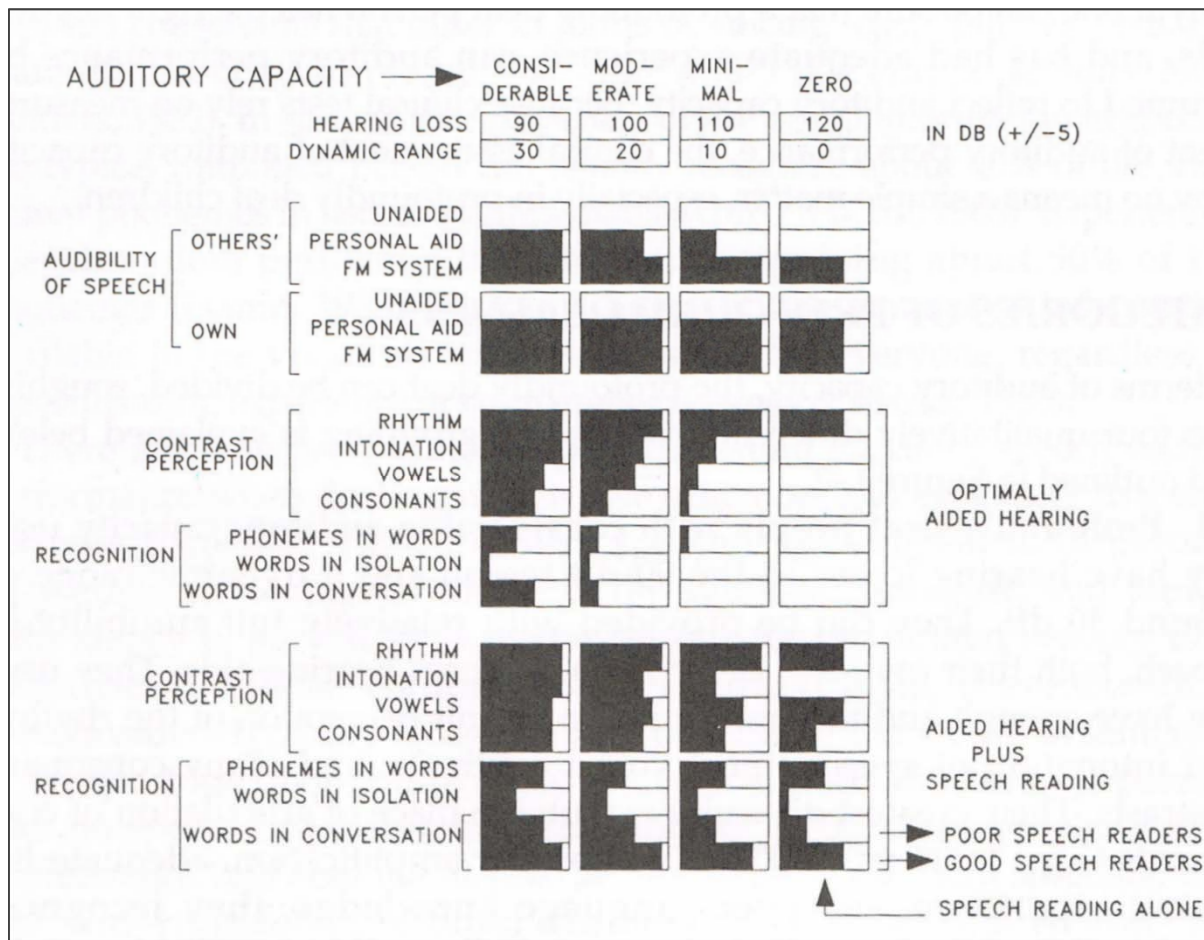 AUDITORY CAPACITY
CONSI-
DERABLE
MOD-
ERATE
MINI-
MAL
ZERO
HEARING LOSS 90 100 110 120 IN DB (+/-5)
DYNAMIC RANGE 30 20 10 0
AUDIBILITY
OF SPEECH
OTHERS'
UNAIDED
PERSONAL AID
FM SYSTEM
OWN
UNAIDED
PERSONAL AID
FM SYSTEM
CONTRAST
PERCEPTION
RHYTHM
INTONATION
VOWELS
CONSONANTS
RECOGNITION
PHONEMES IN WORDS
WORDS IN ISOLATION
WORDS IN CONVERSATION
OPTIMALLY
AIDED HEARING
CONTRAST
PERCEPTION
RHYTHM
INTONATION
VOWELS
CONSONANTS
RECOGNITION
PHONEMES IN WORDS
WORDS IN ISOLATION
WORDS IN CONVERSATION
AIDED HEARING
PLUS
SPEECH READING
POOR SPEECH READERS
GOOD SPEECH READERS
SPEECH READING ALONE